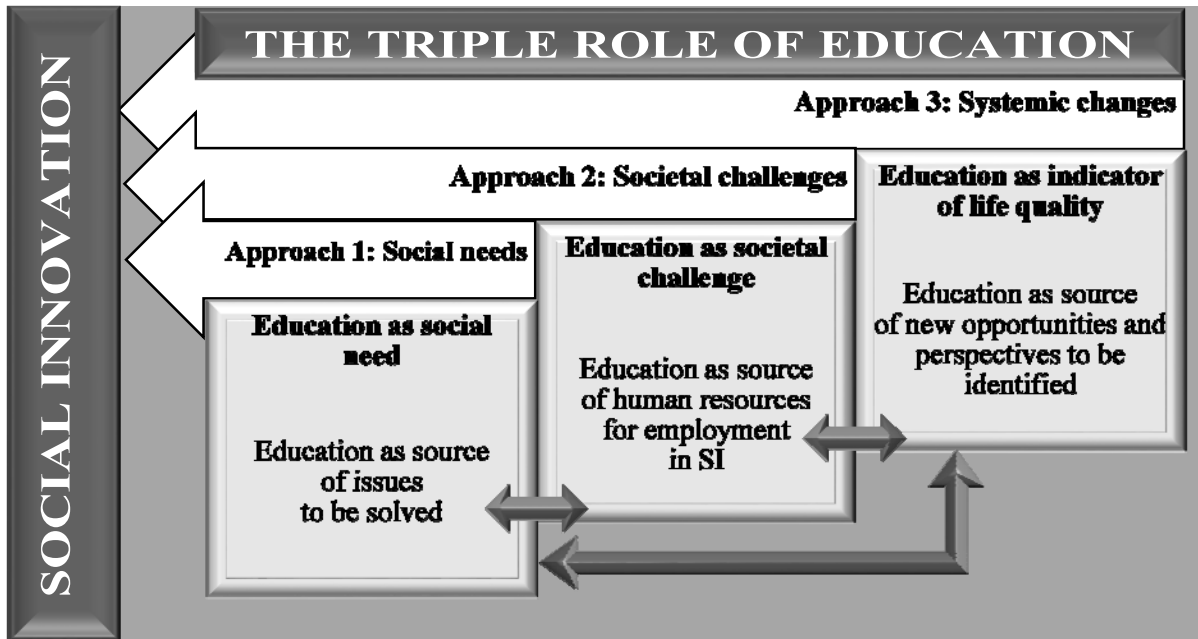 SOCIAL INNOVATION
THE TRIPLE ROLE OF EDUCATION
Approach 3: Systemic changes
Approach 2: Societal challenges
Approach 1: Social needs
Education as social
need
Education as source
of issues
to be solved
Education as societal
challenge
Education as source
of human resources
for employment
in SI
Education as indicator
of life quality
Education as source
of new opportunities and
perspectives to be
identified